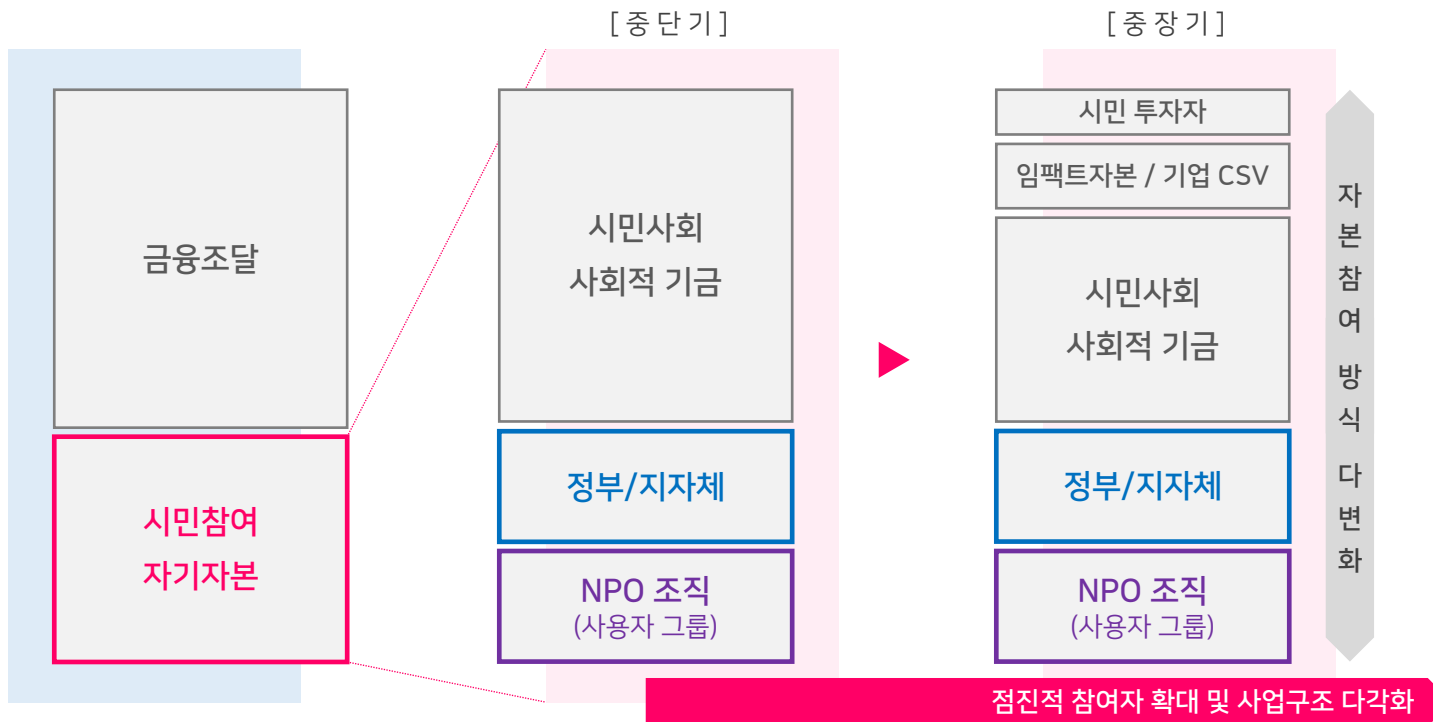 [ 중 단 기 ]
[ 중 장 기 ]
금융조달
시민참여
자기자본
시민사회
사회적 기금
정부/지자체
NPO 조직
(사용자 그룹)
시민 투자자
임팩트자본 / 기업 CSV
시민사회
사회적 기금
정부/지자체
NPO 조직
(사용자 그룹)
자본참여 방식 다변화
점진적 참여자 확대 및 사업구조 다각화